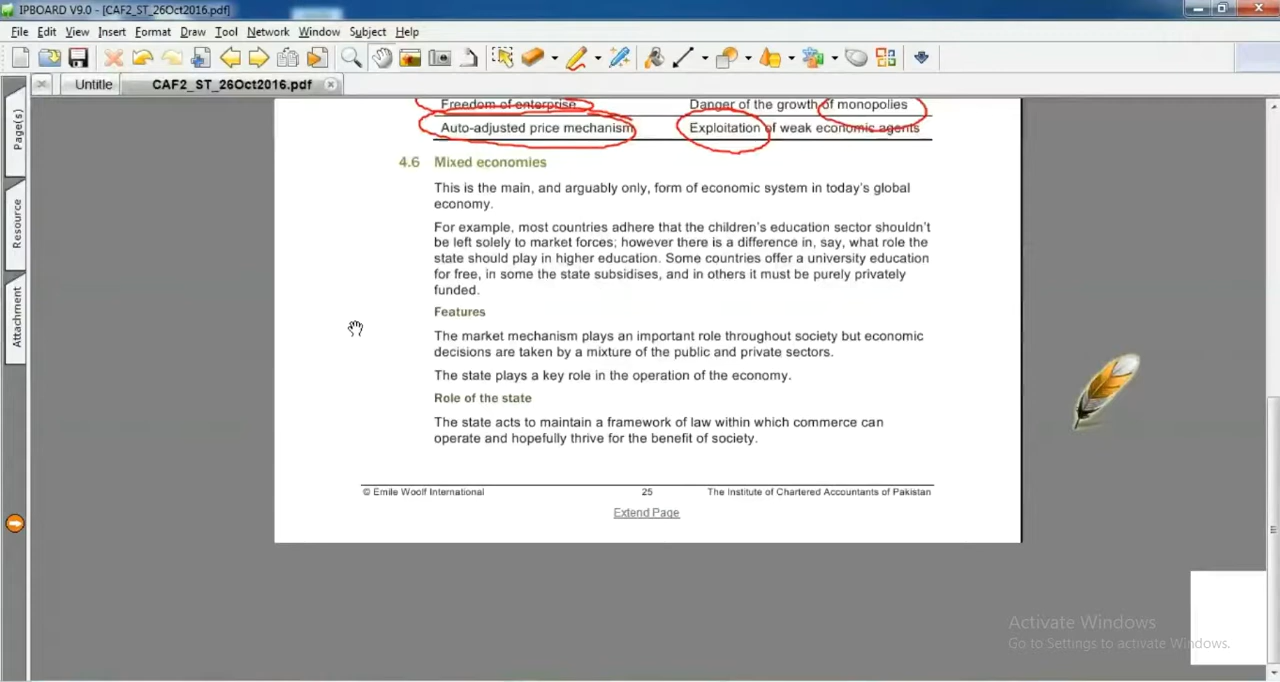 IPBOARD V9.0 - [CAF2_ST_26Oct2016.pdf]
File Edit View Insert Format Draw Tool Network Window Subject Help
Untitle CAF2_ST_26Oct2016.pdf
Page(s)
Resource
Attachment
Freedom of enterprise Danger of the growth of monopolies
Auto-adjusted price mechanism Exploitation of weak economic agents
4.6 Mixed economies
This is the main, and arguably only, form of economic system in today's global
economy.
For example, most countries adhere that the children's education sector shouldn't
be left solely to market forces; however there is a difference in, say, what role the
state should play in higher education. Some countries offer a university education
for free, in some the state subsidises, and in others it must be purely privately
funded.
Features
The market mechanism plays an important role throughout society but economic
decisions are taken by a mixture of the public and private sectors.
The state plays a key role in the operation of the economy.
Role of the state
The state acts to maintain a framework of law within which commerce can
operate and hopefully thrive for the benefit of society.
© Emile Woolf International 25 The Institute of Chartered Accountants of Pakistan
Extend Page
Activate Windows
Go to Settings to activate Windows.